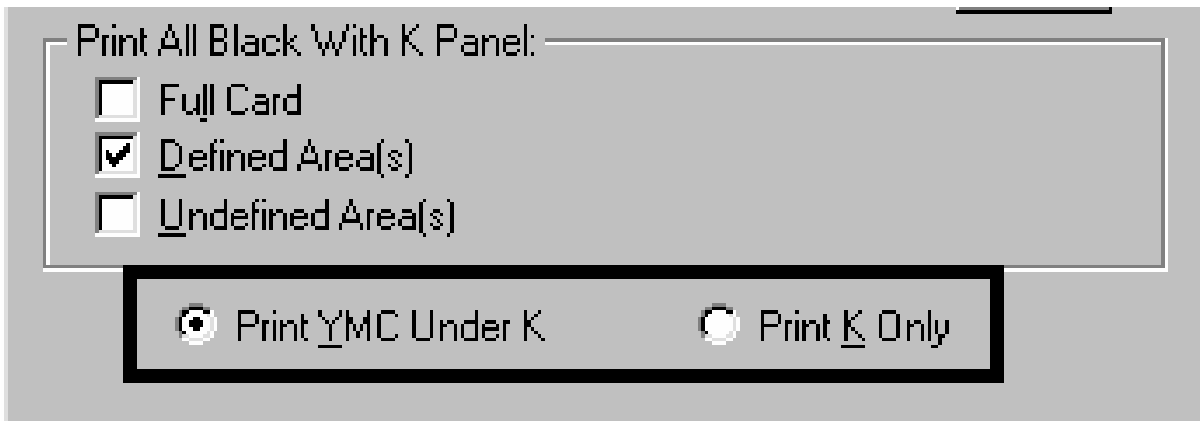 Print All Black With K Panel:
Full Card
Defined Area(s)
Undefined Area(s)
Print YMC Under K Print K Only